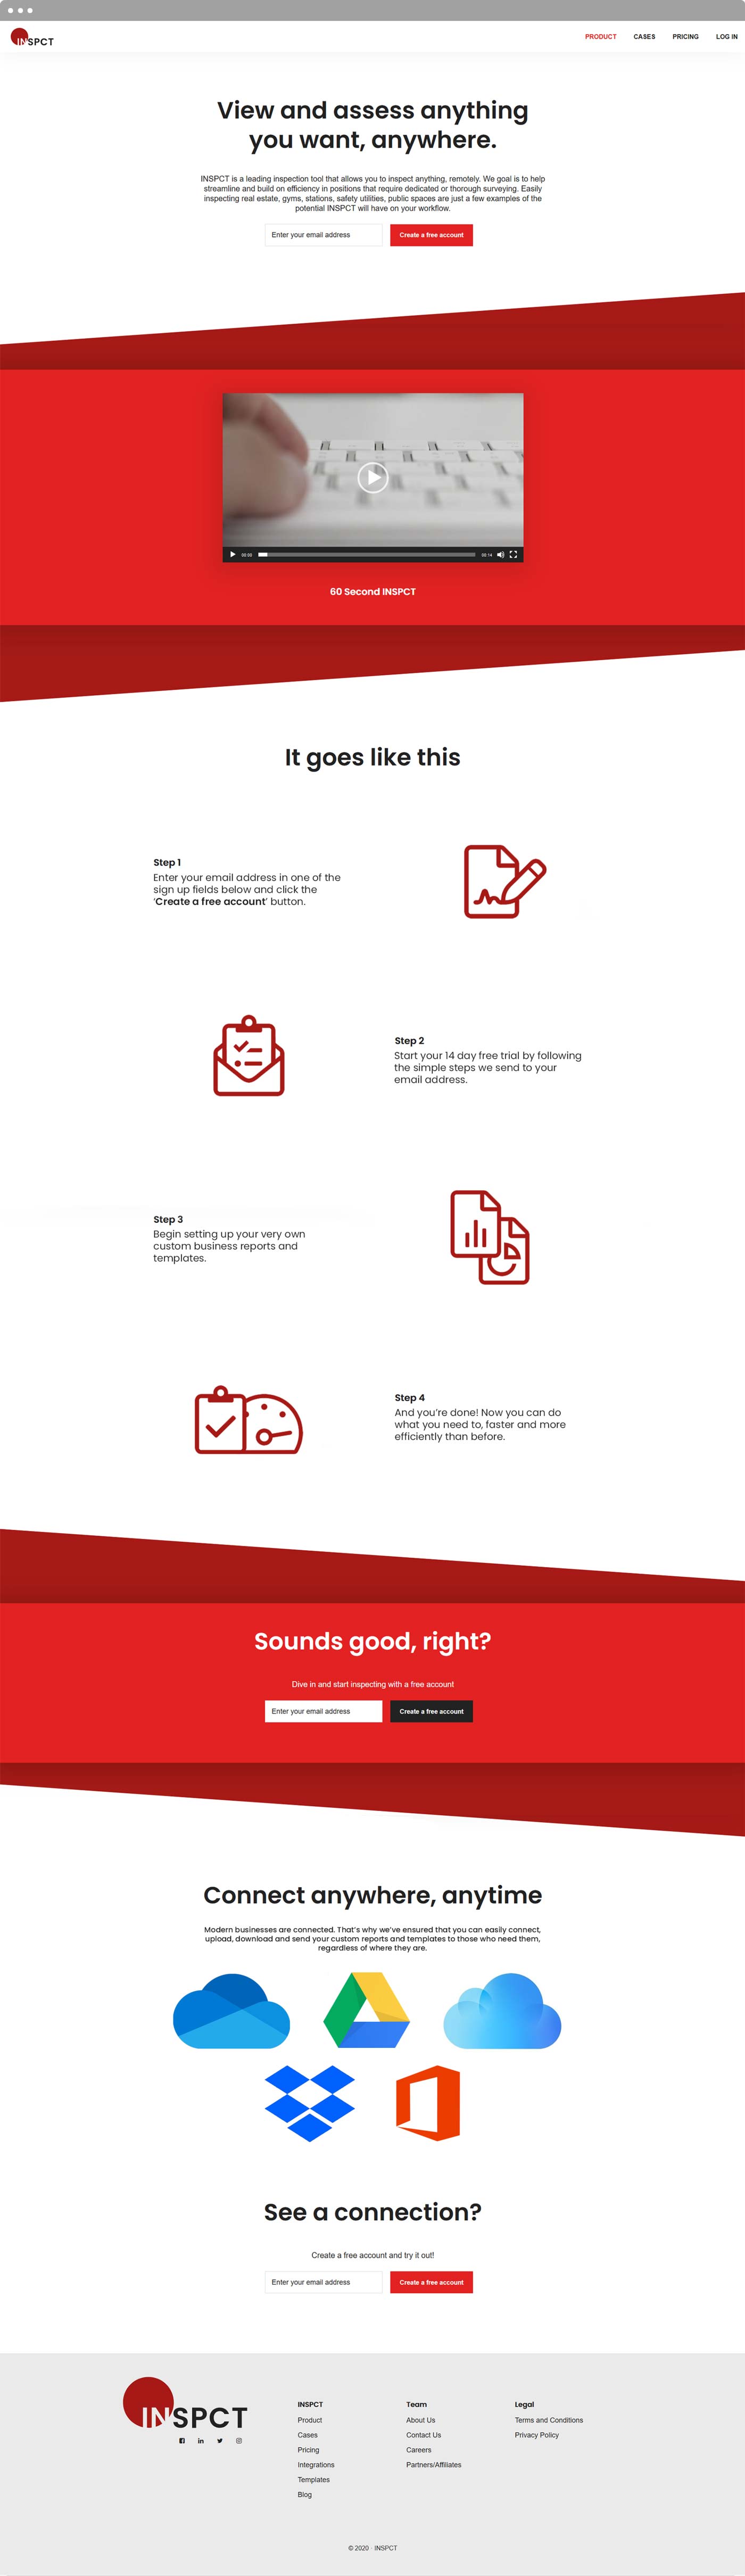 INSPCT
PRODUCT CASES PRICING LOG IN
View and assess anything
you want, anywhere.
INSPCT is a leading inspection tool that allows you to inspect anything, remotely. We goal is to help
streamline and build on efficiency in positions that require dedicated or thorough surveying. Easily
inspecting real estate, gyms, stations, safety utilities, public spaces are just a few examples of the
potential INSPCT will have on your workflow.
Enter your email address Create a free account
00:00 00:14
60 Second INSPCT
It goes like this
Step 1
Enter your email address in one of the
sign up fields below and click the
‘Create a free account’ button.
Step 2
Start your 14 day free trial by following
the simple steps we send to your
email address.
Step 3
Begin setting up your very own
custom business reports and
templates.
Step 4
And you’re done! Now you can do
what you need to, faster and more
efficiently than before.
Sounds good, right?
Dive in and start inspecting with a free account
Enter your email address Create a free account
Connect anywhere, anytime
Modern businesses are connected. That’s why we’ve ensured that you can easily connect,
upload, download and send your custom reports and templates to those who need them,
regardless of where they are.
See a connection?
Create a free account and try it out!
Enter your email address Create a free account
INSPCT
INSPCT
Product
Cases
Pricing
Integrations
Templates
Blog
Team
About Us
Contact Us
Careers
Partners/Affiliates
Legal
Terms and Conditions
Privacy Policy
© 2020 · INSPCT